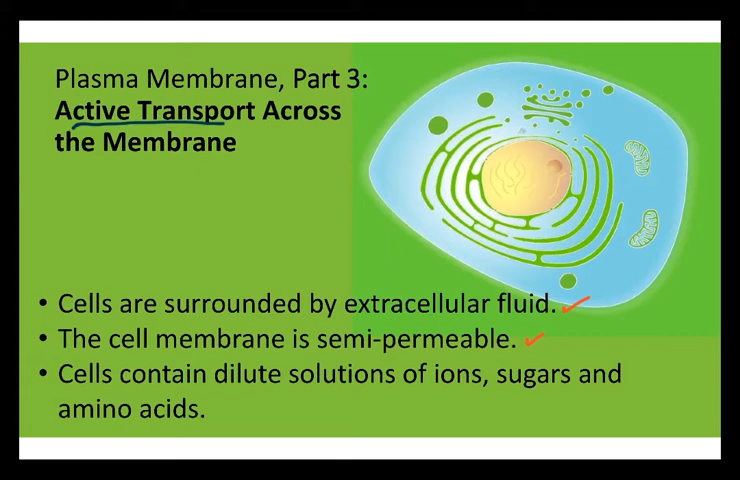 Plasma Membrane, Part 3:
Active Transport Across
the Membrane
• Cells are surrounded by extracellular fluid.
• The cell membrane is semi-permeable.
• Cells contain dilute solutions of ions, sugars and
amino acids.